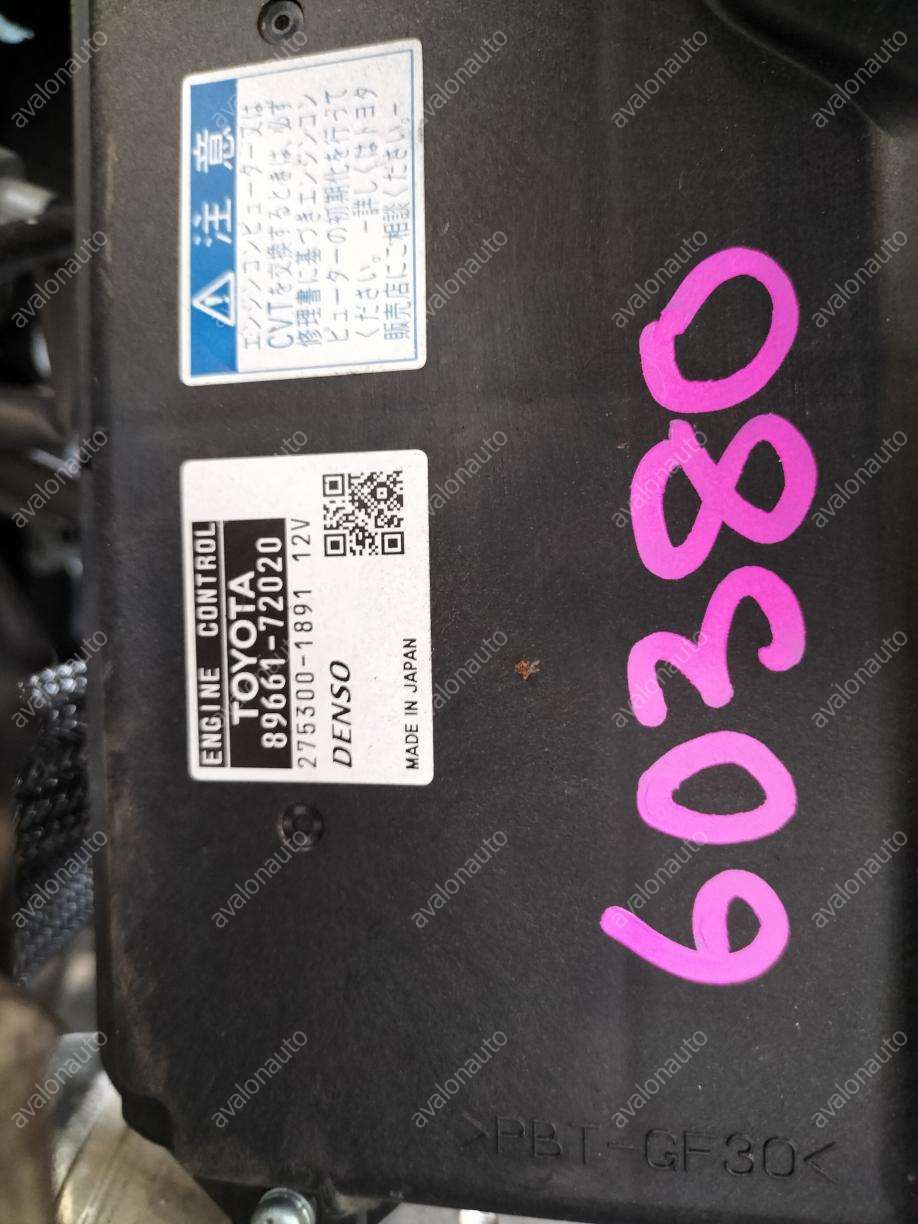 注意
エンジンコンピューターまたは
CVTを交換するときは、必ず
修理書に基づきエンジンコン
ピューターの初期化を行って
ください。－詳しくはトヨタ
販売店にご相談ください。－
ENGINE CONTROL
TOYOTA
89661-72020
275300-1891 12V
DENSO
MADE IN JAPAN
60380
>PBT-GF30<
avalonauto